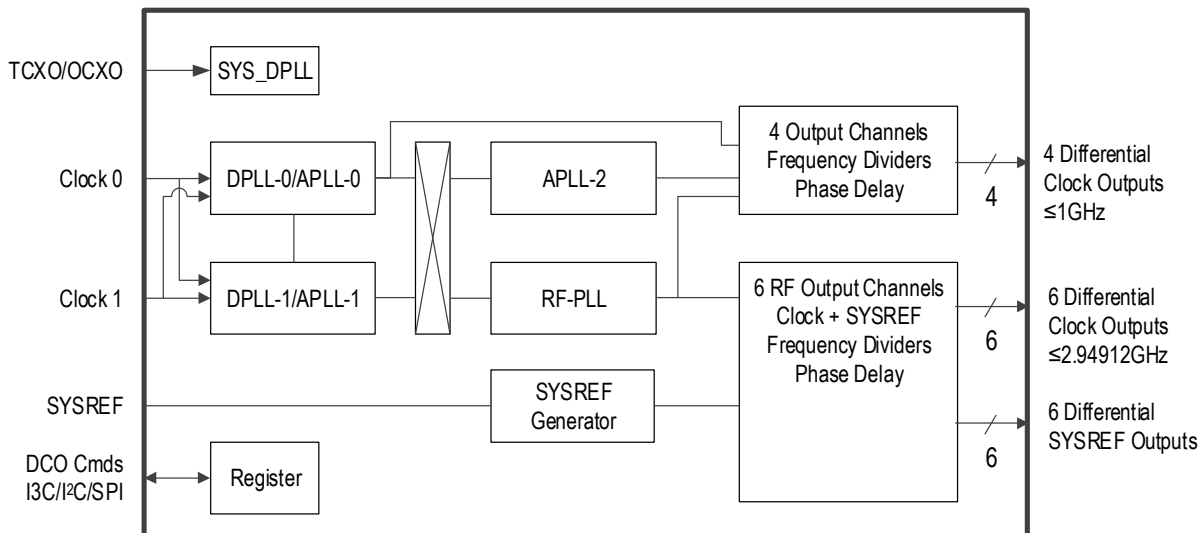 TCXO/OCXO
SYS_DPLL
Clock 0
DPLL-0/APLL-0
APLL-2
4 Output Channels
Frequency Dividers
Phase Delay
4
4 Differential
Clock Outputs
≤1GHz
Clock 1
DPLL-1/APLL-1
RF-PLL
6 RF Output Channels
Clock + SYSREF
Frequency Dividers
Phase Delay
6
6 Differential
Clock Outputs
≤2.94912GHz
SYSREF
SYSREF
Generator
6
6 Differential
SYSREF Outputs
DCO Cmds
I3C/I²C/SPI
Register